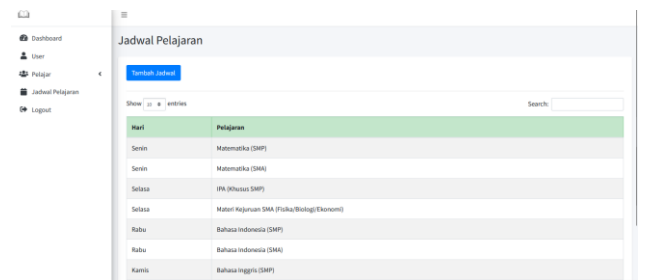 Dashboard
User
Pelajar
Jadwal Pelajaran
Logout
Jadwal Pelajaran
Tambah Jadwal
Show 10 entries
Search:
Hari Pelajaran
Senin Matematika (SMP)
Senin Matematika (SMA)
Selasa IPA (Khusus SMP)
Selasa Materi Kejuruan SMA (Fisika/Biologi/Ekonomi)
Rabu Bahasa Indonesia (SMP)
Rabu Bahasa Indonesia (SMA)
Kamis Bahasa Inggris (SMP)